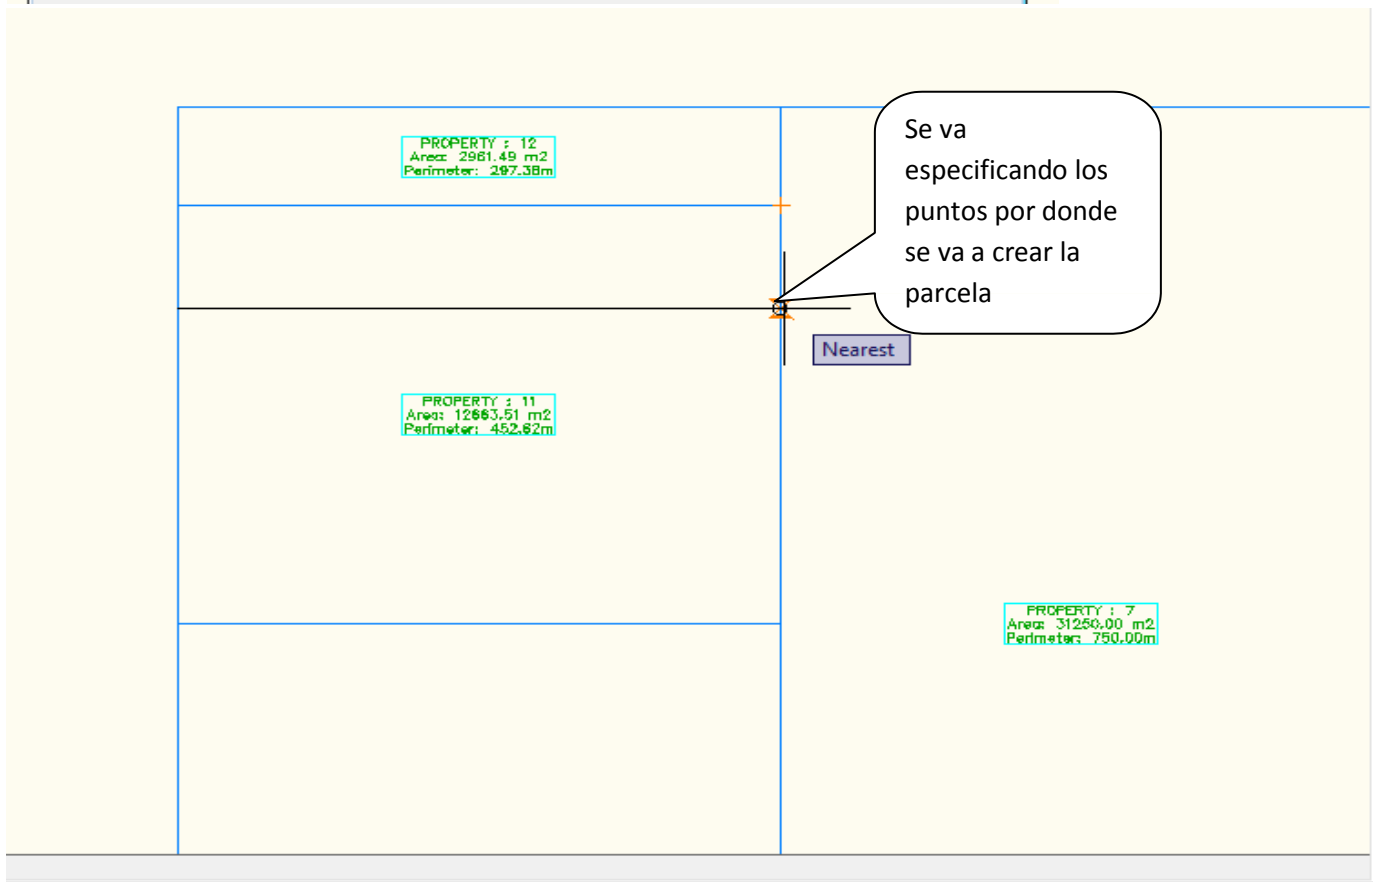 PROPERTY : 12
Area: 2961.49 m2
Perimeter: 297.38m
Se va
especificando los
puntos por donde
se va a crear la
parcela
Nearest
PROPERTY : 11
Area: 12663.51 m2
Perimeter: 452.62m
PROPERTY : 7
Area: 31250.00 m2
Perimeter: 750.00m